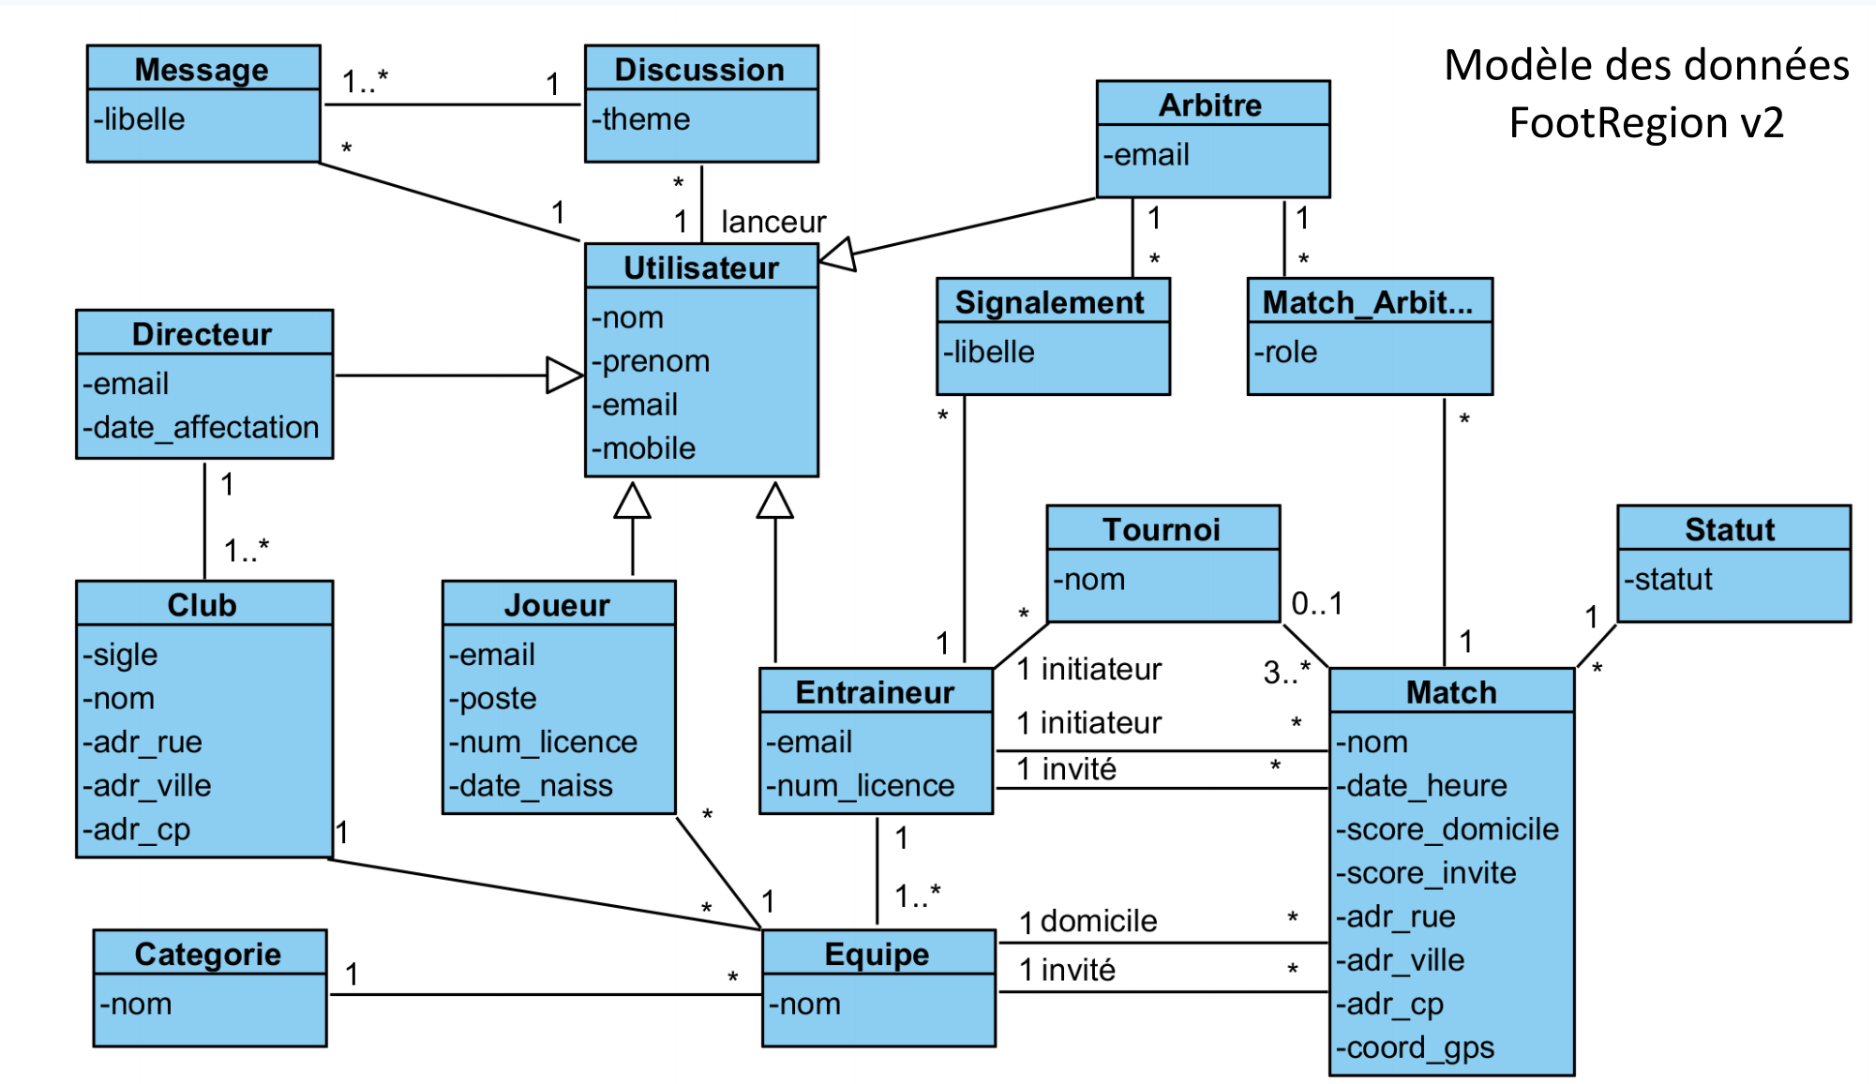 Modèle des données
FootRegion v2
Message
-libelle
1..*
1
*
1
Discussion
-theme
*
1
lanceur
Arbitre
-email
1
*
1
*
Utilisateur
-nom
-prenom
-email
-mobile
Signalement
-libelle
*
1
Match_Arbit...
-role
*
1
Directeur
-email
-date_affectation
1
1..*
Club
-sigle
-nom
-adr_rue
-adr_ville
-adr_cp
1
*
Joueur
-email
-poste
-num_licence
-date_naiss
*
1
Tournoi
-nom
*
1 initiateur
0..1
3..*
Statut
-statut
1
*
Entraineur
-email
-num_licence
1 initiateur
*
1 invité
*
1
1..*
Match
-nom
-date_heure
-score_domicile
-score_invite
-adr_rue
-adr_ville
-adr_cp
-coord_gps
Categorie
-nom
1
*
Equipe
-nom
1 domicile
*
1 invité
*